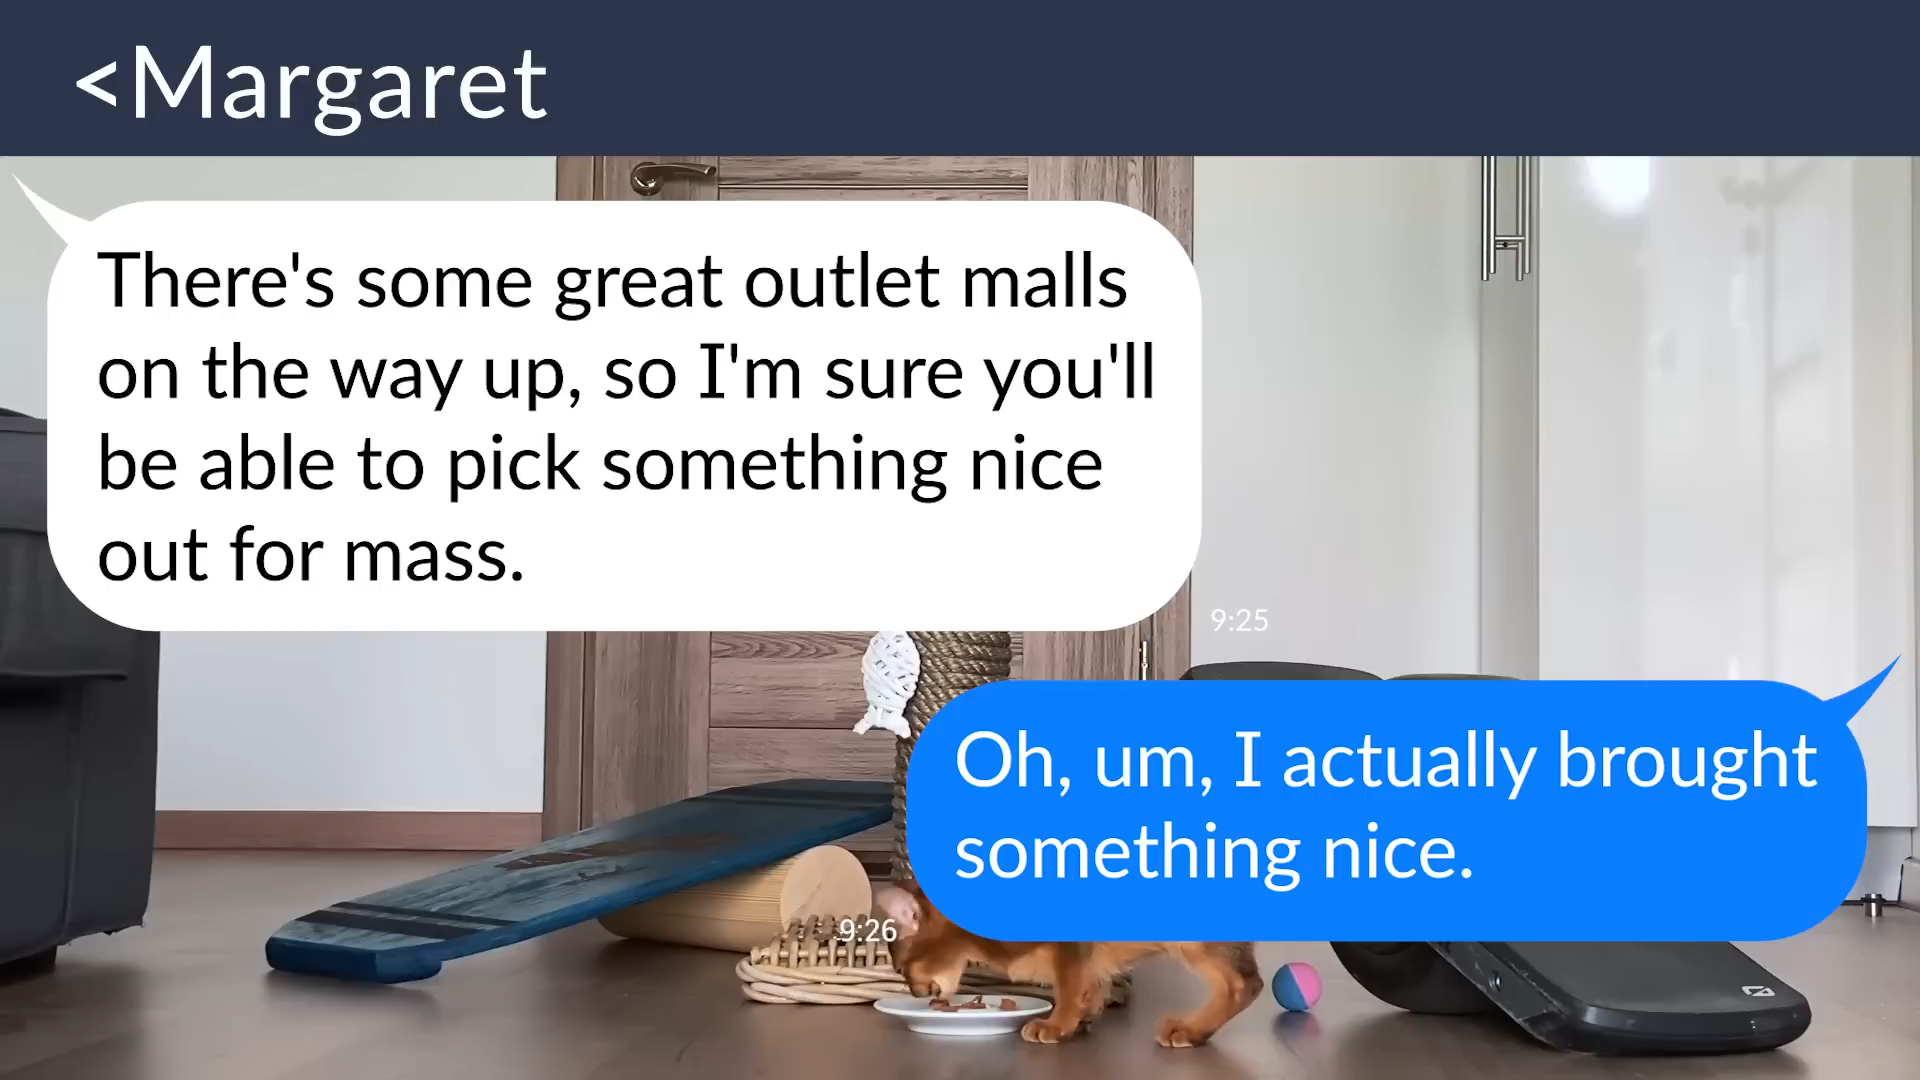 <Margaret
There's some great outlet malls
on the way up, so I'm sure you'll
be able to pick something nice
out for mass.
9:25
Oh, um, I actually brought
something nice.
9:26